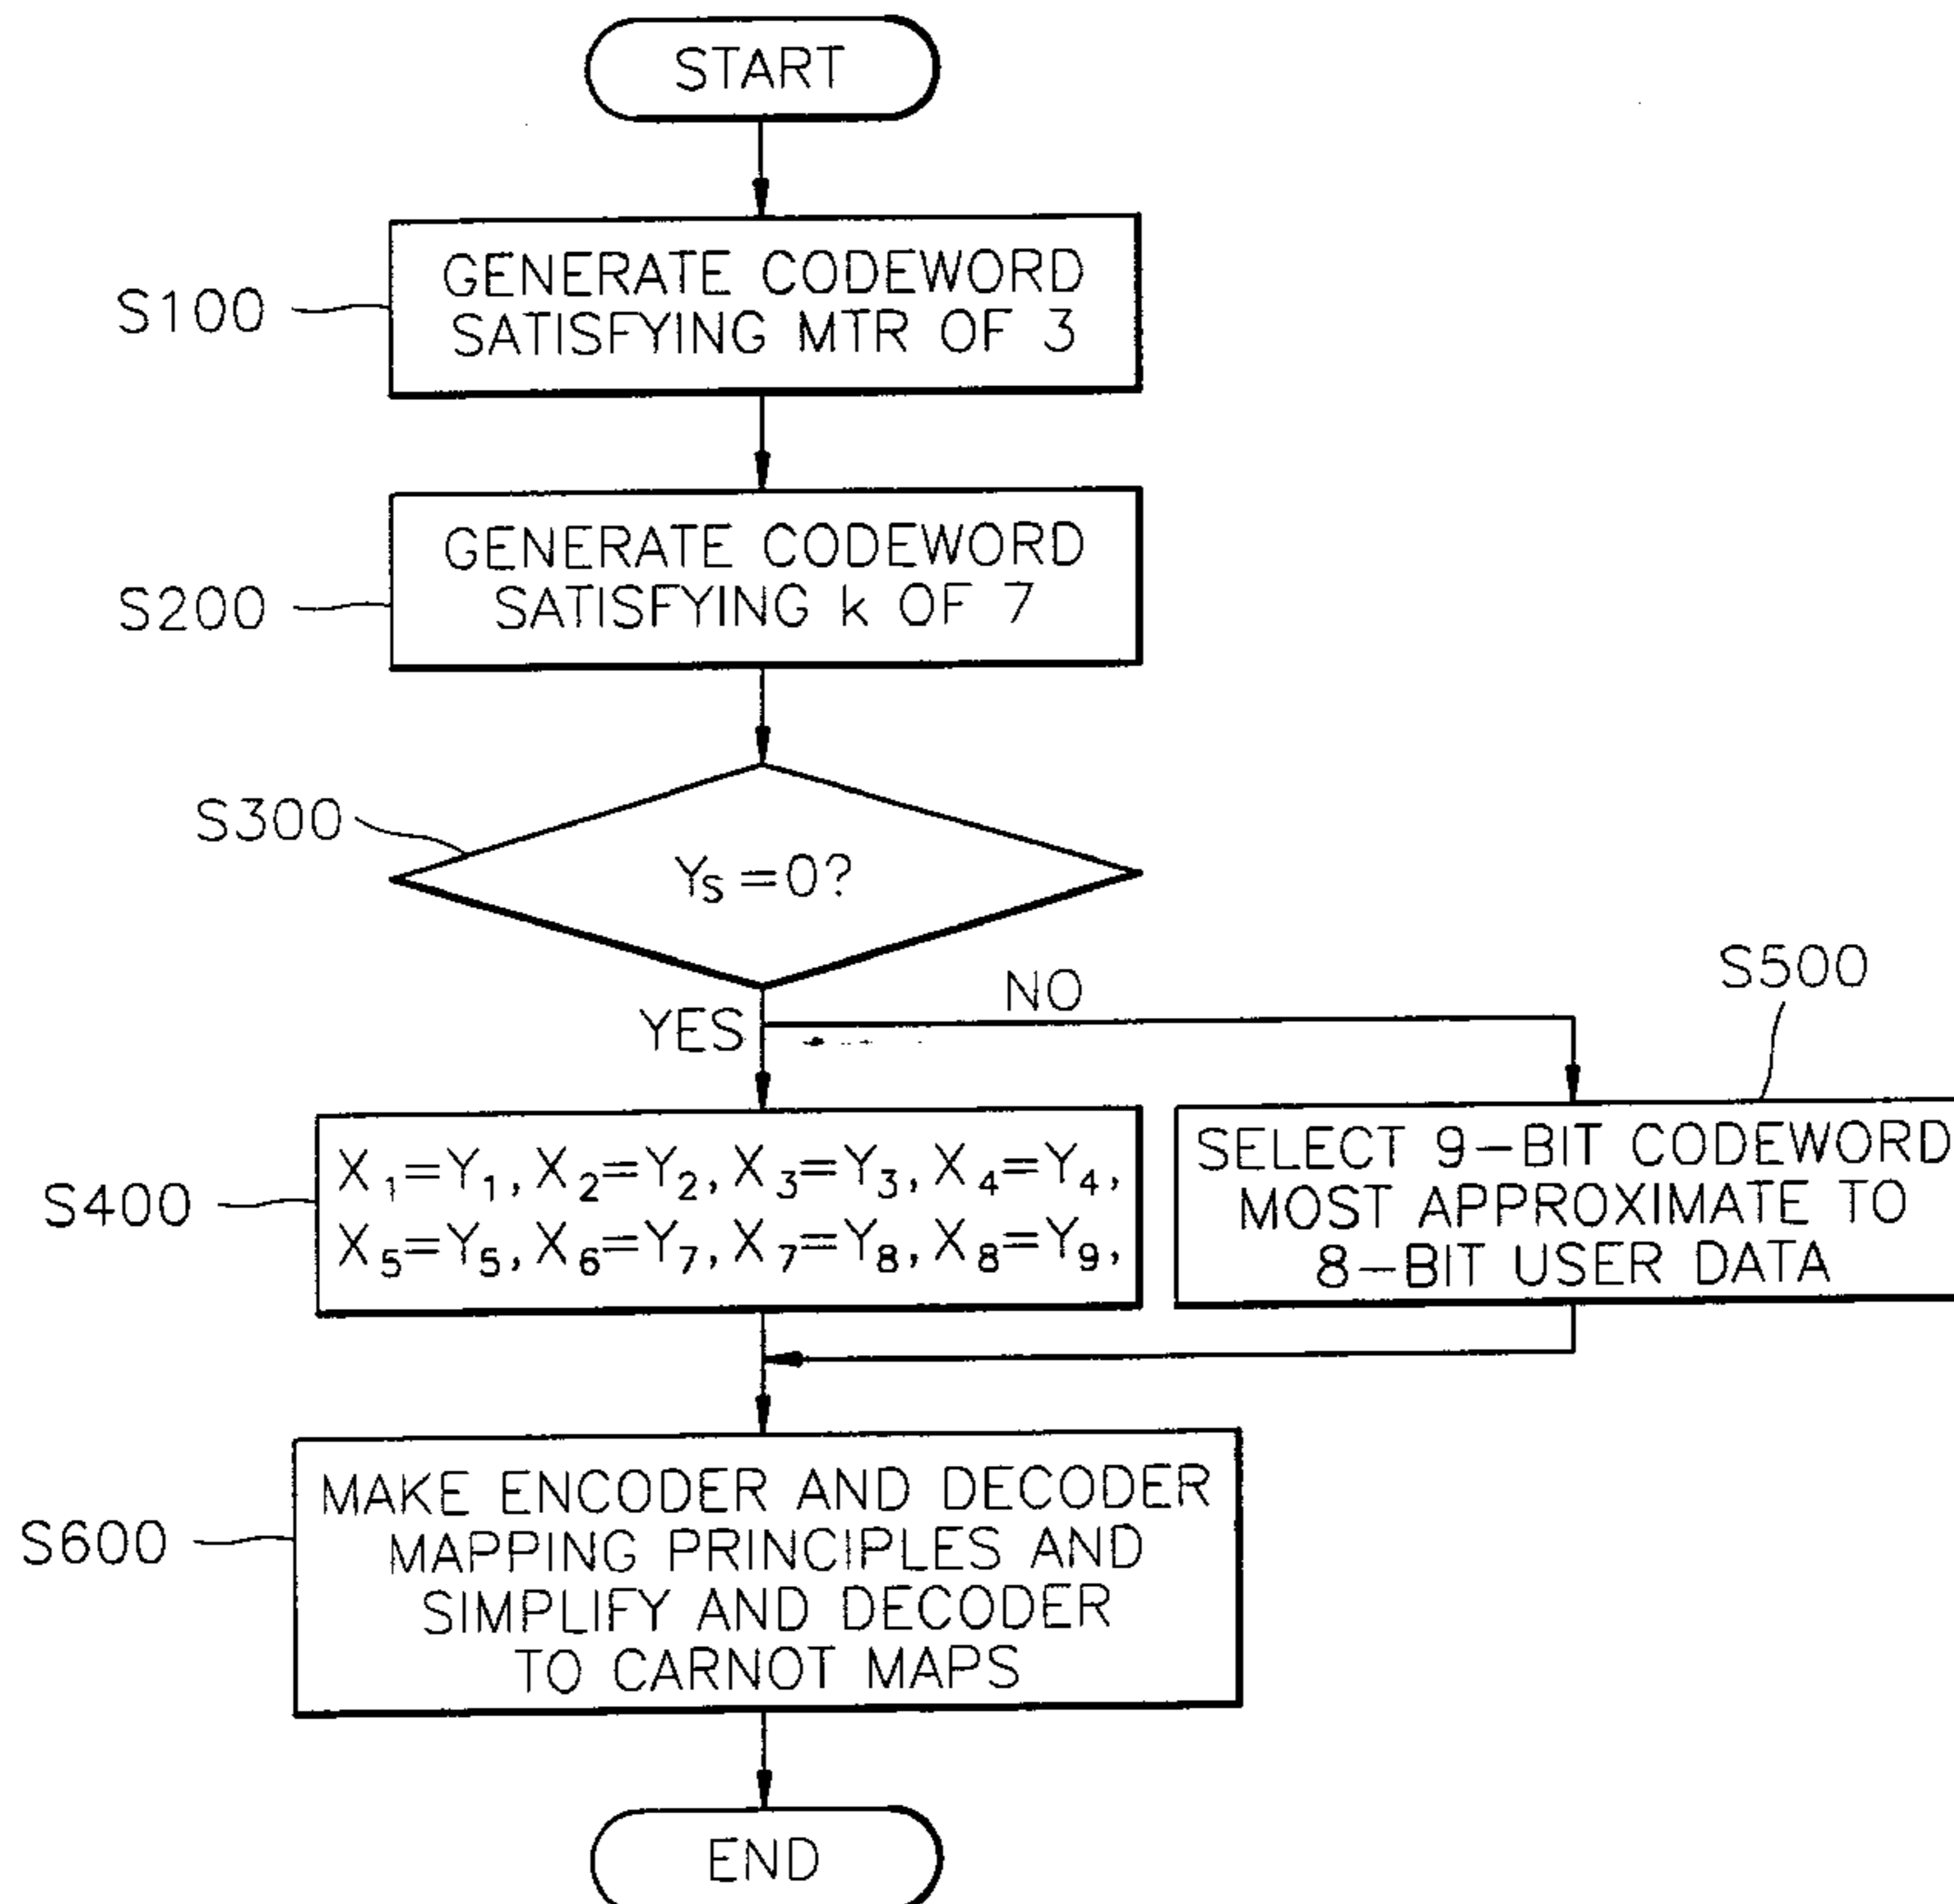 START
S100
GENERATE CODEWORD
SATISFYING MTR OF 3
S200
GENERATE CODEWORD
SATISFYING k OF 7
S300
YS=0?
YES
NO
S400
X1=Y1, X2=Y2, X3=Y3, X4=Y4,
X5=Y5, X6=Y7, X7=Y8, X8=Y9,
S500
SELECT 9-BIT CODEWORD
MOST APPROXIMATE TO
8-BIT USER DATA
S600
MAKE ENCODER AND DECODER
MAPPING PRINCIPLES AND
SIMPLIFY AND DECODER
TO CARNOT MAPS
END